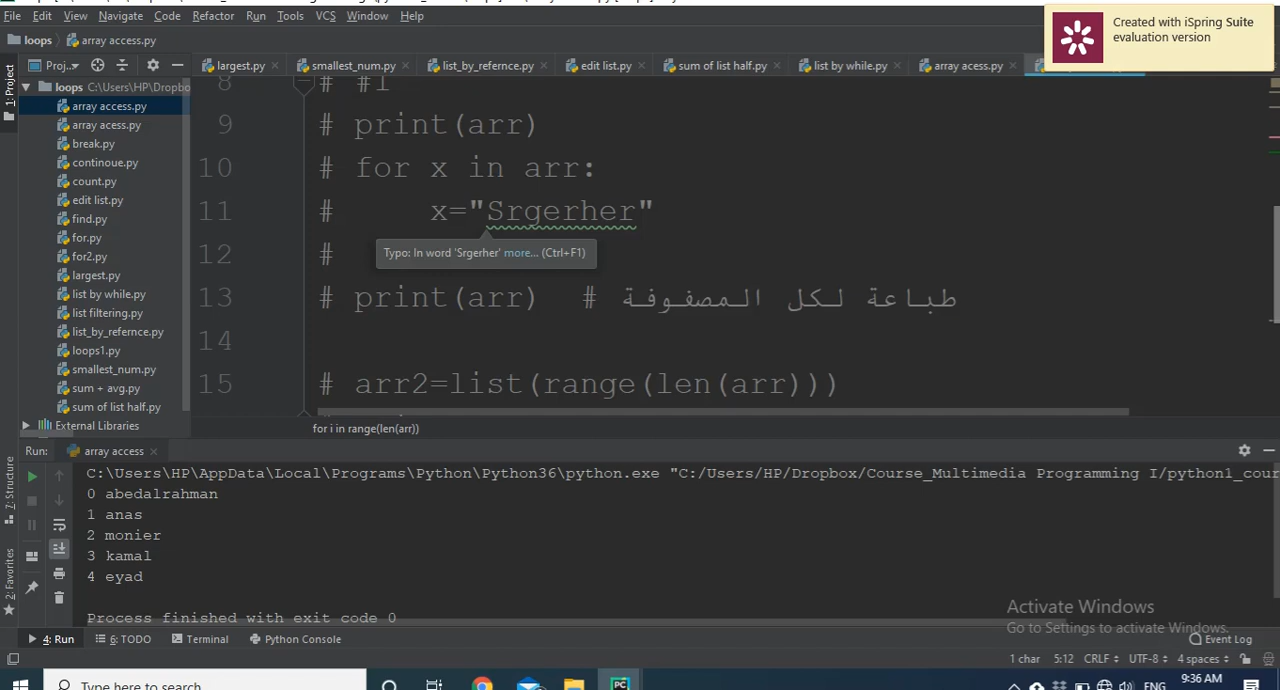 File Edit View Navigate Code Refactor Run Tools VCS Window Help
Created with iSpring Suite
evaluation version
loops array access.py
1: Project
Proj..
largest.py smallest_num.py list_by_refernce.py edit list.py sum of list half.py list by while.py array acess.py
loops C:\Users\HP\Dropbo
array access.py
array acess.py
break.py
continoue.py
count.py
edit list.py
find.py
for.py
for2.py
largest.py
list by while.py
list filtering.py
list_by_refernce.py
loops1.py
smallest_num.py
sum + avg.py
sum of list half.py
External Libraries
8 # #1
9 # print(arr)
10 # for x in arr:
11 # x="Srgerher"
Typo: In word 'Srgerher' more... (Ctrl+F1)
12 #
13 # print(arr) # طباعة لكل المصفوفة
14
15 # arr2=list(range(len(arr)))
for i in range(len(arr))
Run: array access
C:\Users\HP\AppData\Local\Programs\Python\Python36\python.exe "C:/Users/HP/Dropbox/Course_Multimedia Programming I/python1_cour
0 abedalrahman
1 anas
2 monier
3 kamal
4 eyad
Process finished with exit code 0
7: Structure
2: Favorites
Activate Windows
Go to Settings to activate Windows.
4: Run 6: TODO Terminal Python Console Event Log
1 char 5:12 CRLF UTF-8 4 spaces
Type here to search
ENG 9:36 AM